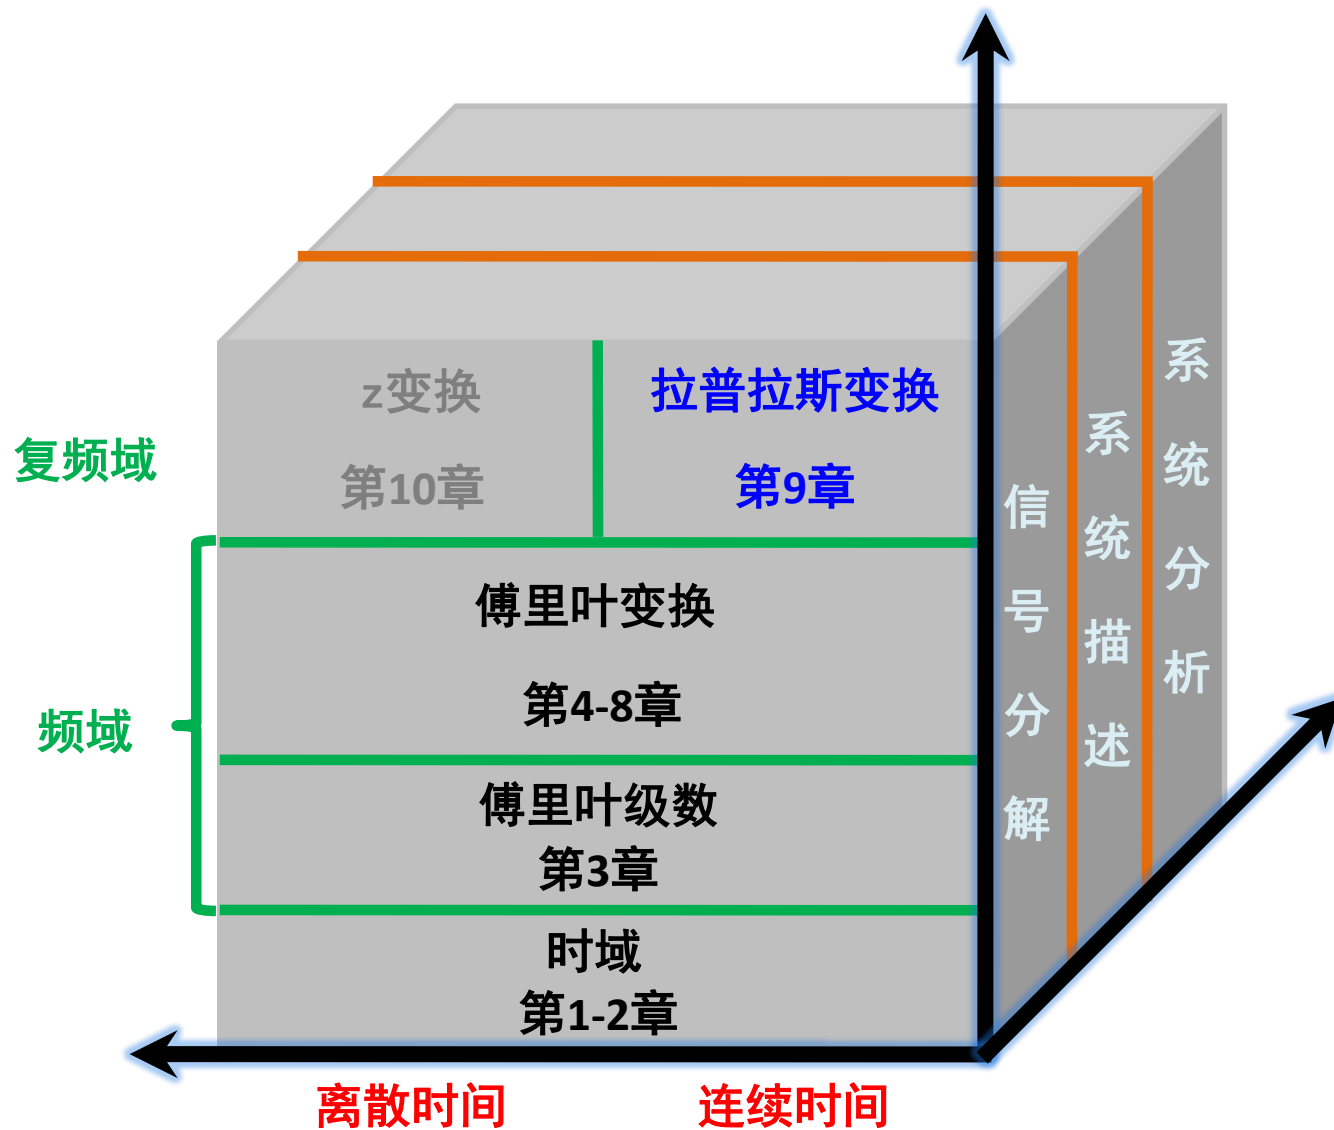 z变换
拉普拉斯变换
复频域
第10章
第9章
傅里叶变换
第4-8章
频域
傅里叶级数
第3章
时域
第1-2章
离散时间
连续时间
信号分解
系统描述
系统分析